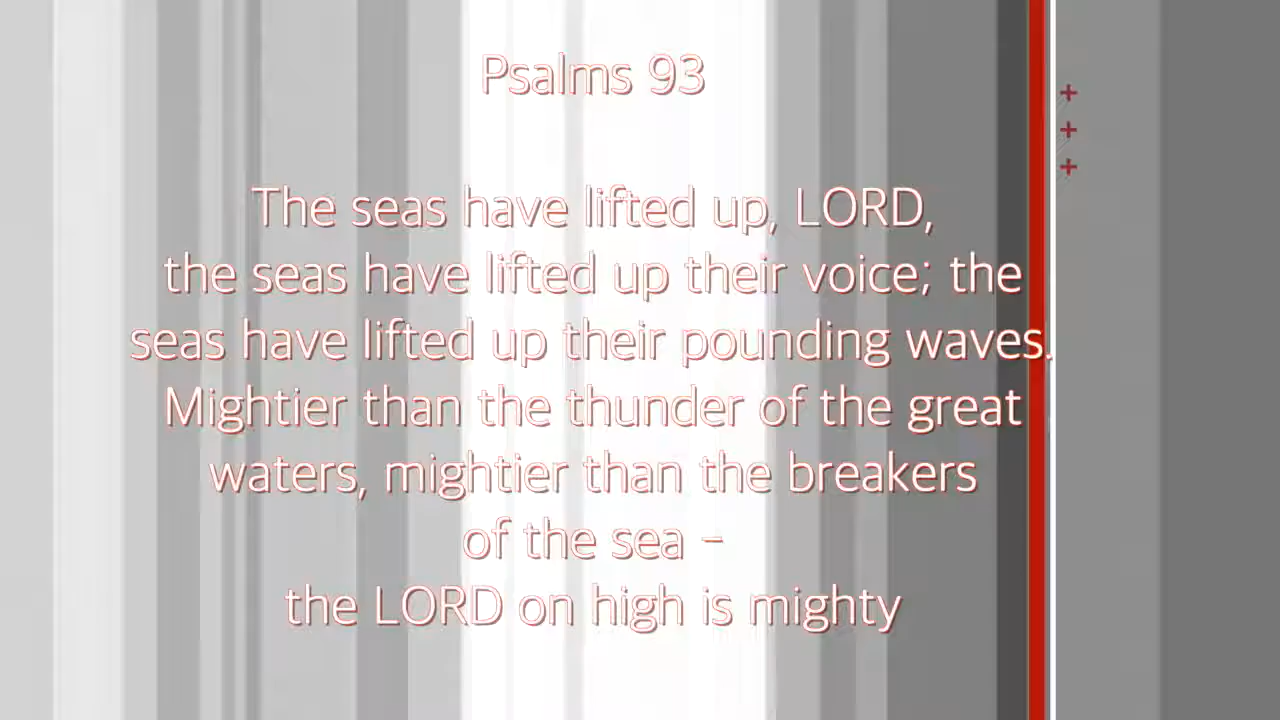 Psalms 93
The seas have lifted up, LORD,
the seas have lifted up their voice; the
seas have lifted up their pounding waves.
Mightier than the thunder of the great
waters, mightier than the breakers
of the sea –
the LORD on high is mighty